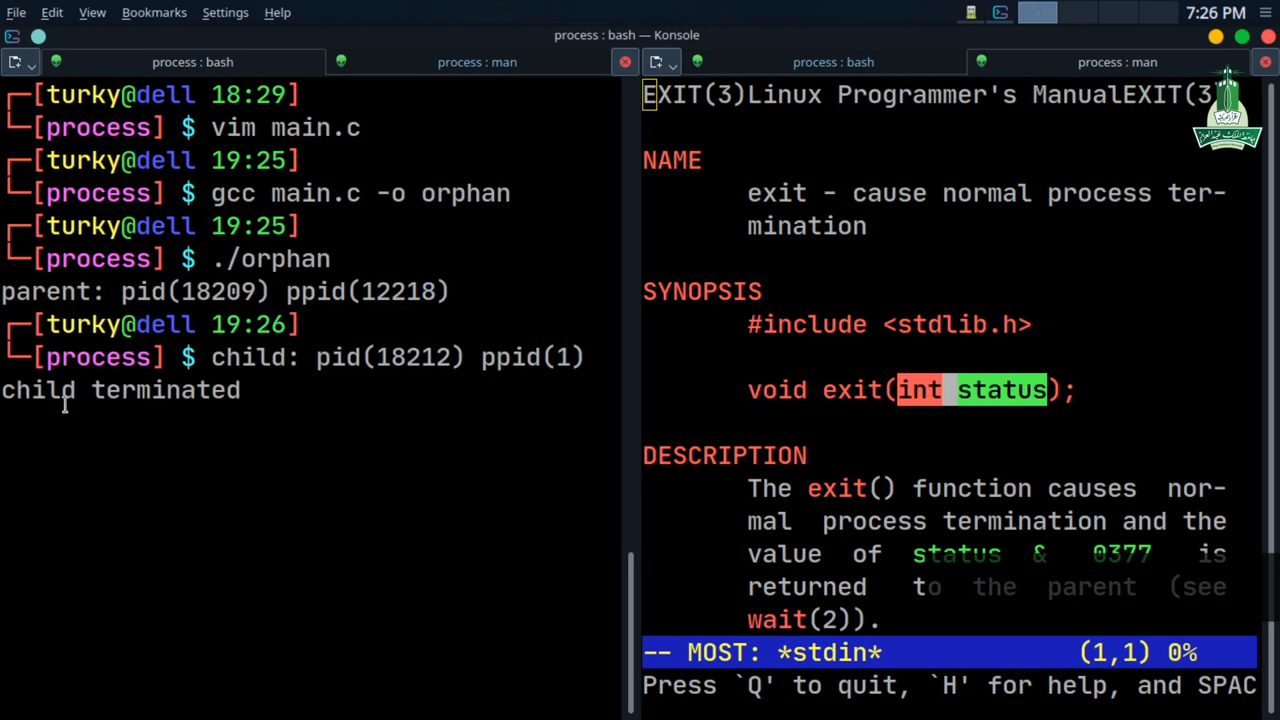 File Edit View Bookmarks Settings Help
7:26 PM
process : bash — Konsole
process : bash
process : man
process : bash
process : man
┌─[turky@dell 18:29]
└─[process] $ vim main.c
┌─[turky@dell 19:25]
└─[process] $ gcc main.c -o orphan
┌─[turky@dell 19:25]
└─[process] $ ./orphan
parent: pid(18209) ppid(12218)
┌─[turky@dell 19:26]
└─[process] $ child: pid(18212) ppid(1)
child terminated
EXIT(3)Linux Programmer's ManualEXIT(3
NAME
exit - cause normal process ter-
mination
SYNOPSIS
#include <stdlib.h>
void exit(int status);
DESCRIPTION
The exit() function causes nor-
mal process termination and the
value of status & 0377 is
returned to the parent (see
wait(2)).
-- MOST: *stdin* (1,1) 0%
Press `Q' to quit, `H' for help, and SPAC